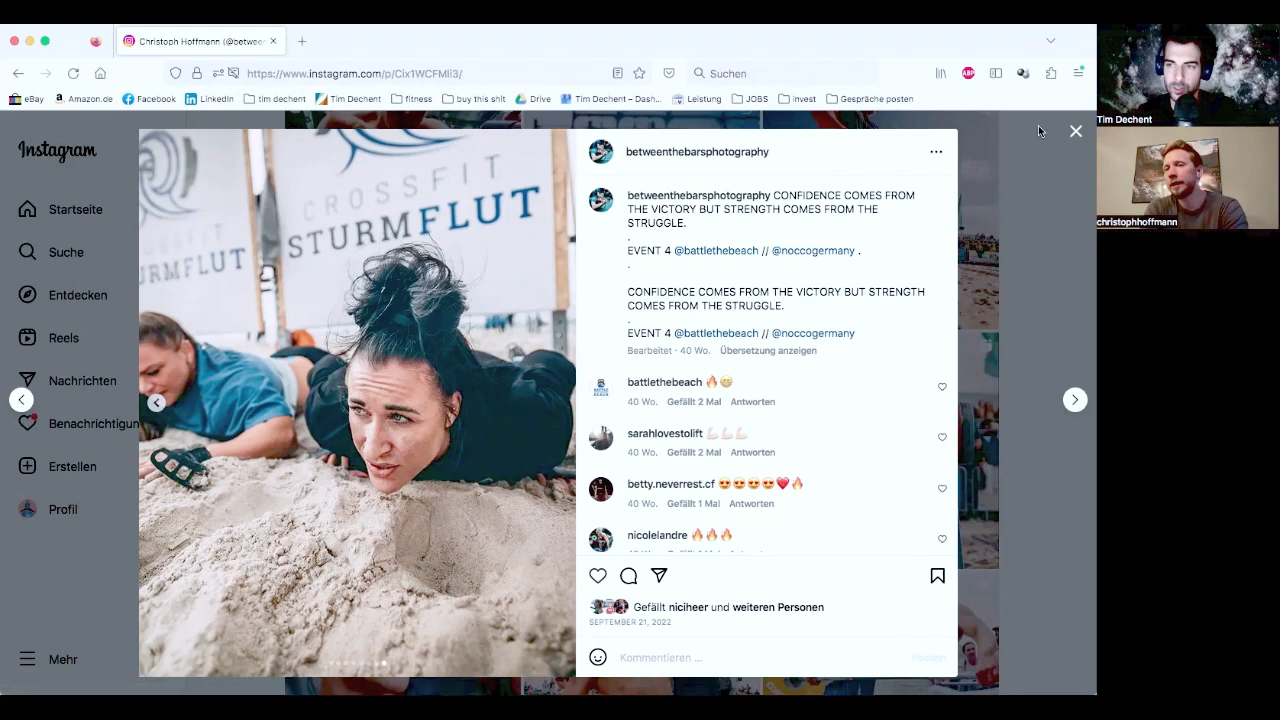 Christoph Hoffmann (@betwee
https://www.instagram.com/p/Cix1WCFMli3/
Suchen
eBay
Amazon.de
Facebook
LinkedIn
tim dechent
Tim Dechent
fitness
buy this shit
Drive
Tim Dechent – Dash...
Leistung
JOBS
Invest
Gespräche posten
Tim Dechent
christophhoffmann
Instagram
Startseite
Suche
Entdecken
Reels
Nachrichten
Benachrichtigun
Erstellen
Profil
Mehr
CROSSFIT
STURMFLUT
RMFLUT
betweenthebarsphotography
betweenthebarsphotography CONFIDENCE COMES FROM
THE VICTORY BUT STRENGTH COMES FROM THE
STRUGGLE.
.
EVENT 4 @battlethebeach // @noccogermany .
.
CONFIDENCE COMES FROM THE VICTORY BUT STRENGTH
COMES FROM THE STRUGGLE.
.
EVENT 4 @battlethebeach // @noccogermany
Bearbeitet · 40 Wo. Übersetzung anzeigen
battlethebeach 🔥😁
40 Wo. Gefällt 2 Mal Antworten
sarahlovestolift 💪🏻💪🏻💪🏻
40 Wo. Gefällt 2 Mal Antworten
betty.neverrest.cf 😍😍😍😍❤️🔥
40 Wo. Gefällt 1 Mal Antworten
nicolelandre 🔥🔥🔥
Gefällt niciheer und weiteren Personen
SEPTEMBER 21, 2022
Kommentieren ...
Posten